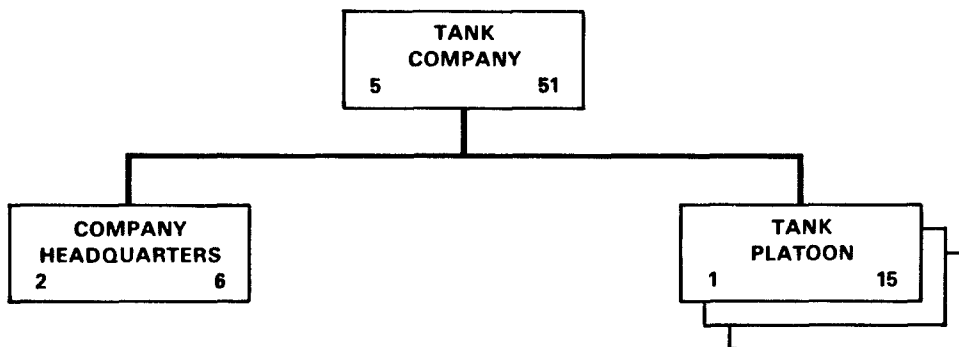 TANK
COMPANY
5 51
COMPANY
HEADQUARTERS
2 6
TANK
PLATOON
1 15